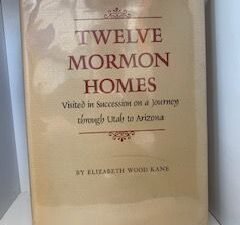 TWELVE
MORMON
HOMES
Visited in Succession on a Journey
through Utah to Arizona
BY ELIZABETH WOOD KANE